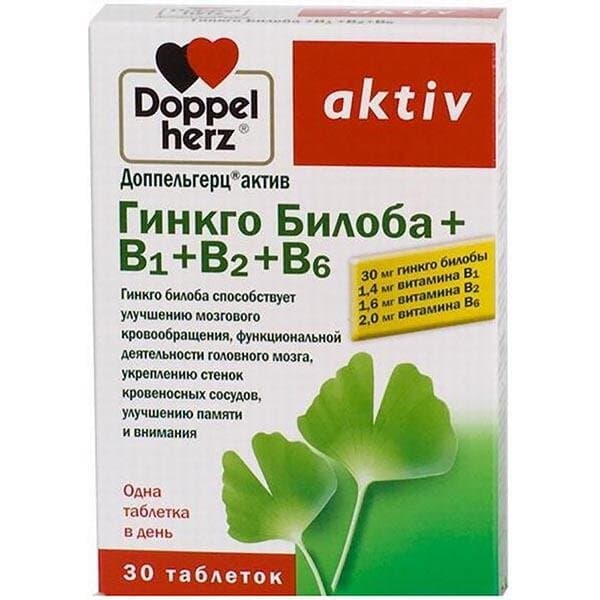 Doppel
herz®
aktiv
Доппельгерц®актив
Гинкго Билоба +
B1+B2+B6
30 мг гинкго билобы
1,4 мг витамина B1
1,6 мг витамина B2
2,0 мг витамина B6
Гинкго билоба способствует
улучшению мозгового
кровообращения, функциональной
деятельности головного мозга,
укреплению стенок
кровеносных сосудов,
улучшению памяти
и внимания
Одна
таблетка
в день
30 таблеток